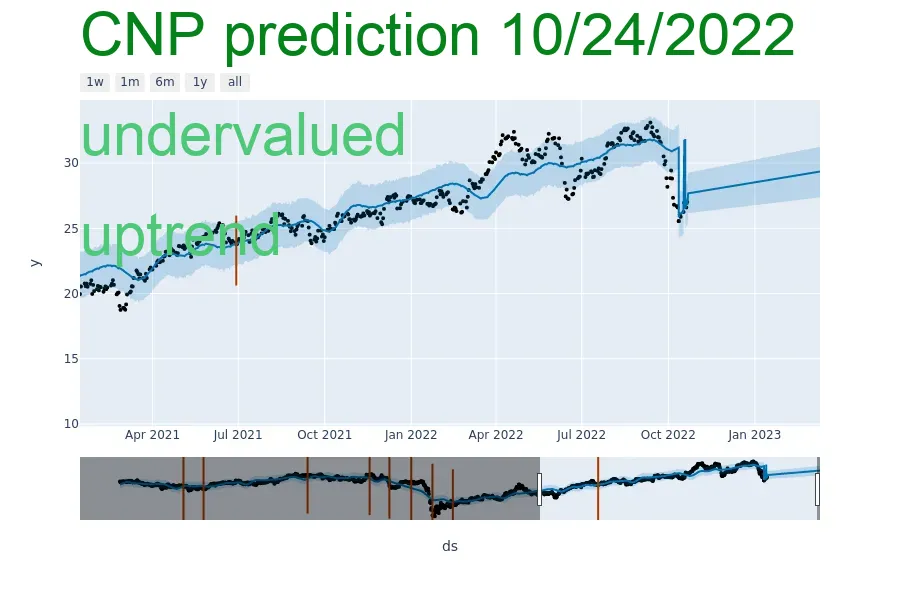 CNP prediction 10/24/2022
1w 1m 6m 1y all
undervalued
30
uptrend
25
y
20
15
10
Apr 2021 Jul 2021 Oct 2021 Jan 2022 Apr 2022 Jul 2022 Oct 2022 Jan 2023
ds